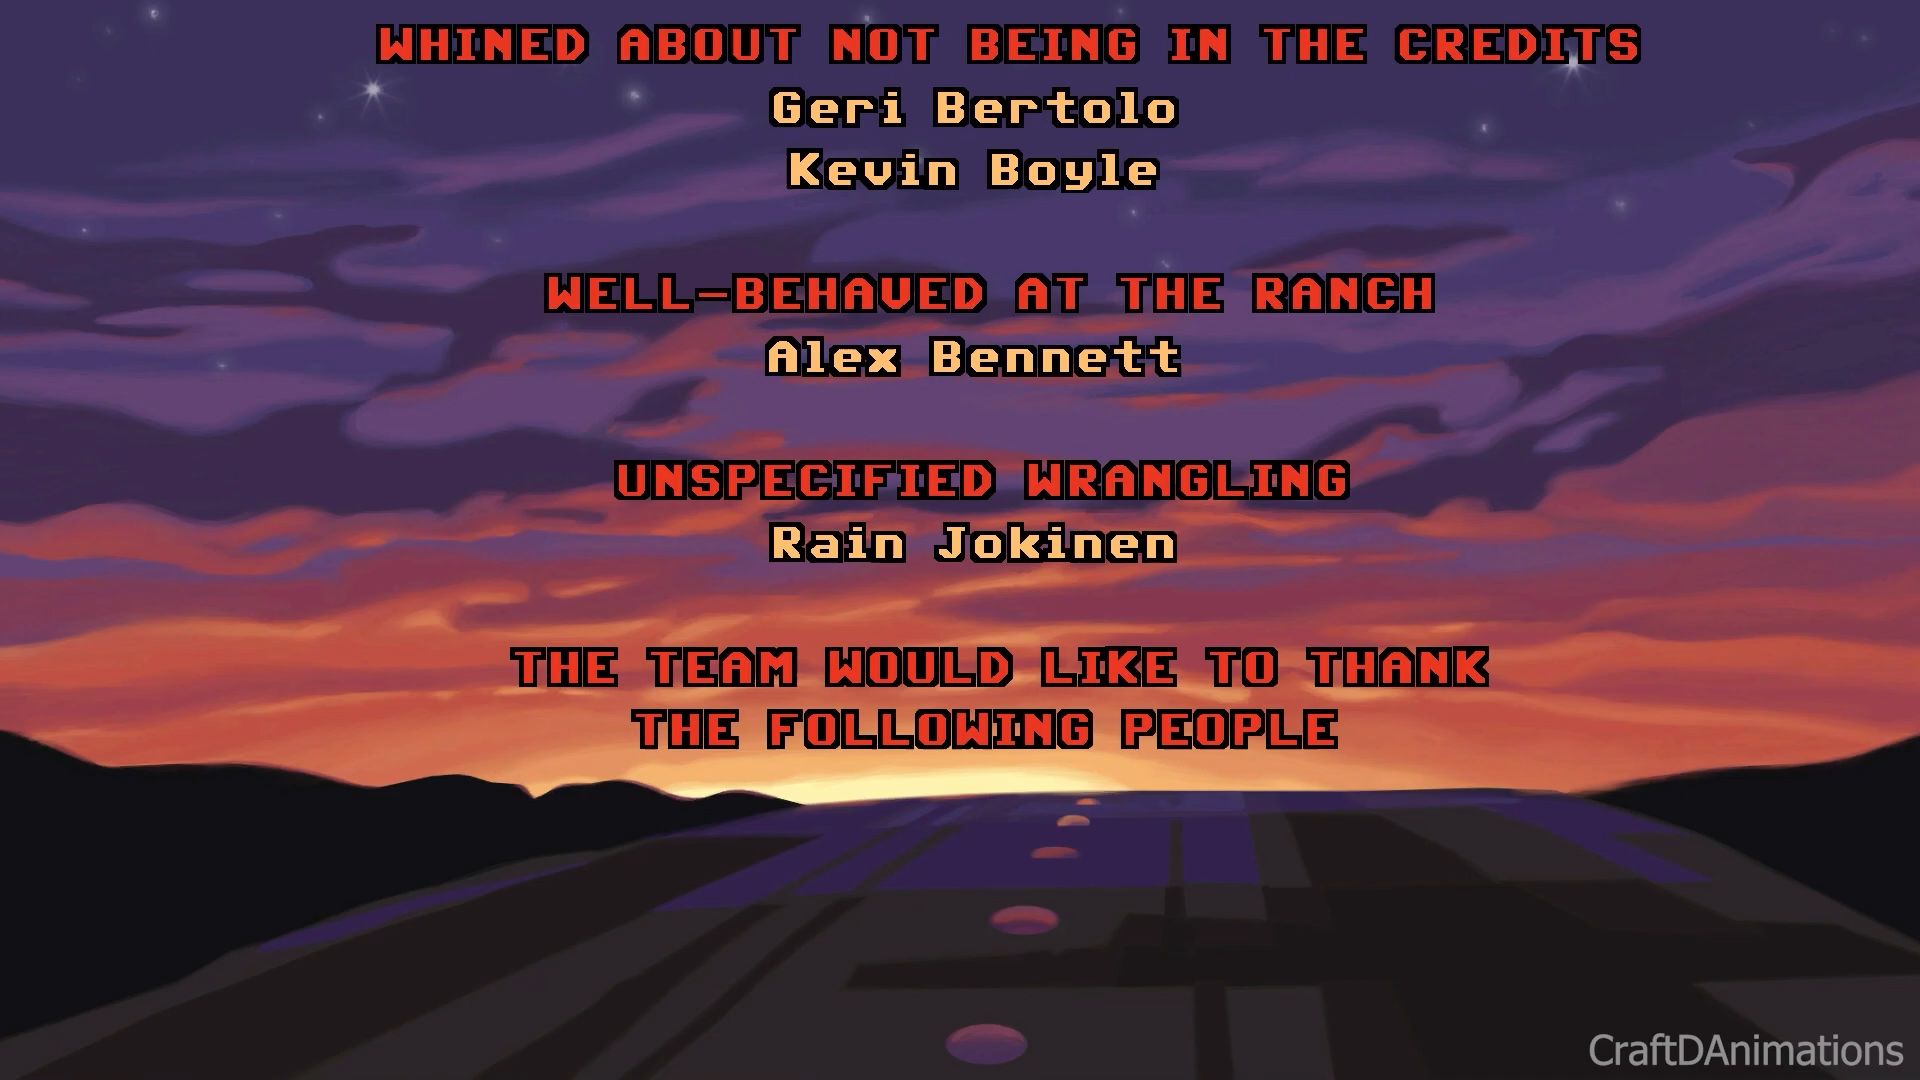 WHINED ABOUT NOT BEING IN THE CREDITS
Geri Bertolo
Kevin Boyle
WELL-BEHAVED AT THE RANCH
Alex Bennett
UNSPECIFIED WRANGLING
Rain Jokinen
THE TEAM WOULD LIKE TO THANK
THE FOLLOWING PEOPLE
CraftDAnimations